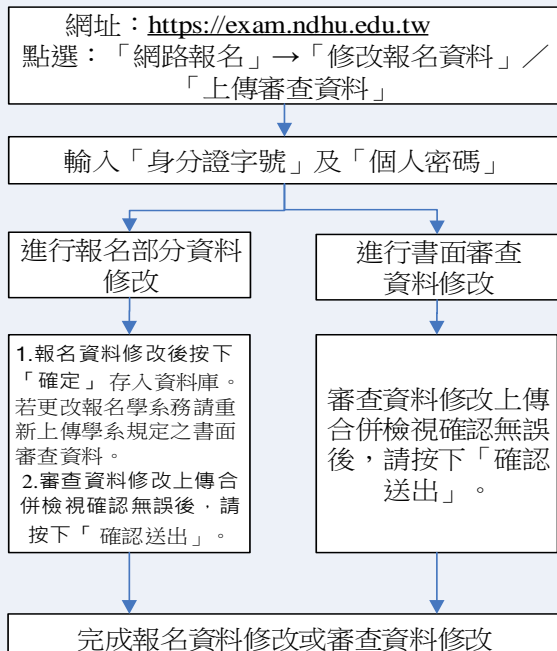 網址：https://exam.ndhu.edu.tw
點選：「網路報名」→「修改報名資料」／
「上傳審查資料」
輸入「身分證字號」及「個人密碼」
進行報名部分資料
修改
進行書面審查
資料修改
1.報名資料修改後按下
「確定」存入資料庫。
若更改報名學系務請重
新上傳學系規定之書面
審查資料。
2.審查資料修改上傳合
併檢視確認無誤後，請
按下「 確認送出」。
審查資料修改上傳
合併檢視確認無誤
後，請按下「確認
送出」。
完成報名資料修改或審查資料修改